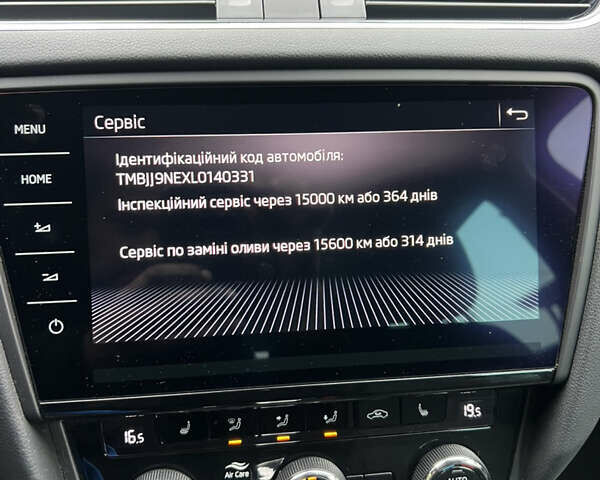 MENU
HOME
Сервіс
Ідентифікаційний код автомобіля:
TMBJJ9NEXL0140331
Інспекційний сервіс через 15000 км або 364 днів
Сервіс по заміні оливи через 15600 км або 314 днів
16.5
19.5
Air Care
AUTO